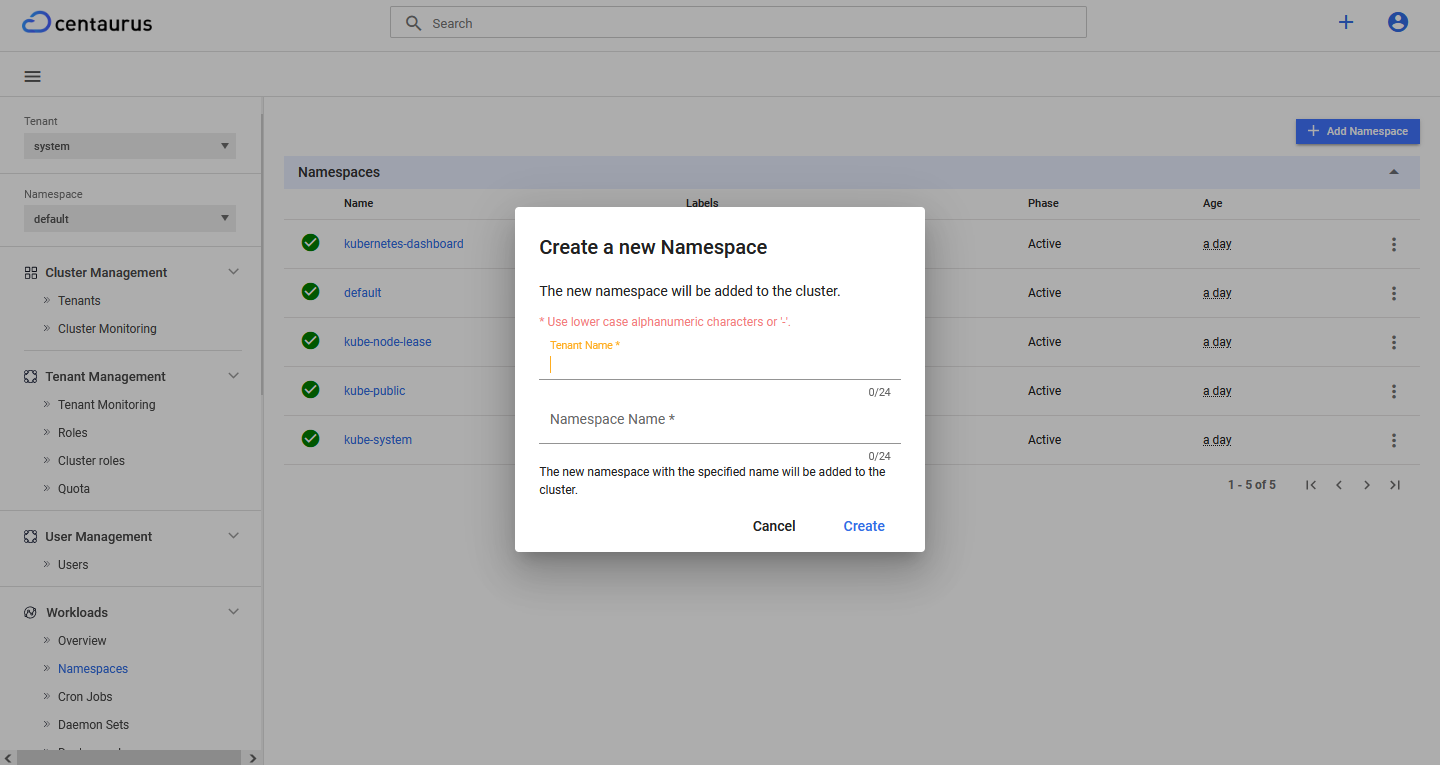 centaurus
Search
Tenant
system
Namespace
default
Cluster Management
Tenants
Cluster Monitoring
Tenant Management
Tenant Monitoring
Roles
Cluster roles
Quota
User Management
Users
Workloads
Overview
Namespaces
Cron Jobs
Daemon Sets
Add Namespace
Namespaces
Name Labels Phase Age
kubernetes-dashboard Active a day
default Active a day
kube-node-lease Active a day
kube-public Active a day
kube-system Active a day
1 - 5 of 5
Create a new Namespace
The new namespace will be added to the cluster.
* Use lower case alphanumeric characters or '-'.
Tenant Name *
0/24
Namespace Name *
0/24
The new namespace with the specified name will be added to the
cluster.
Cancel Create